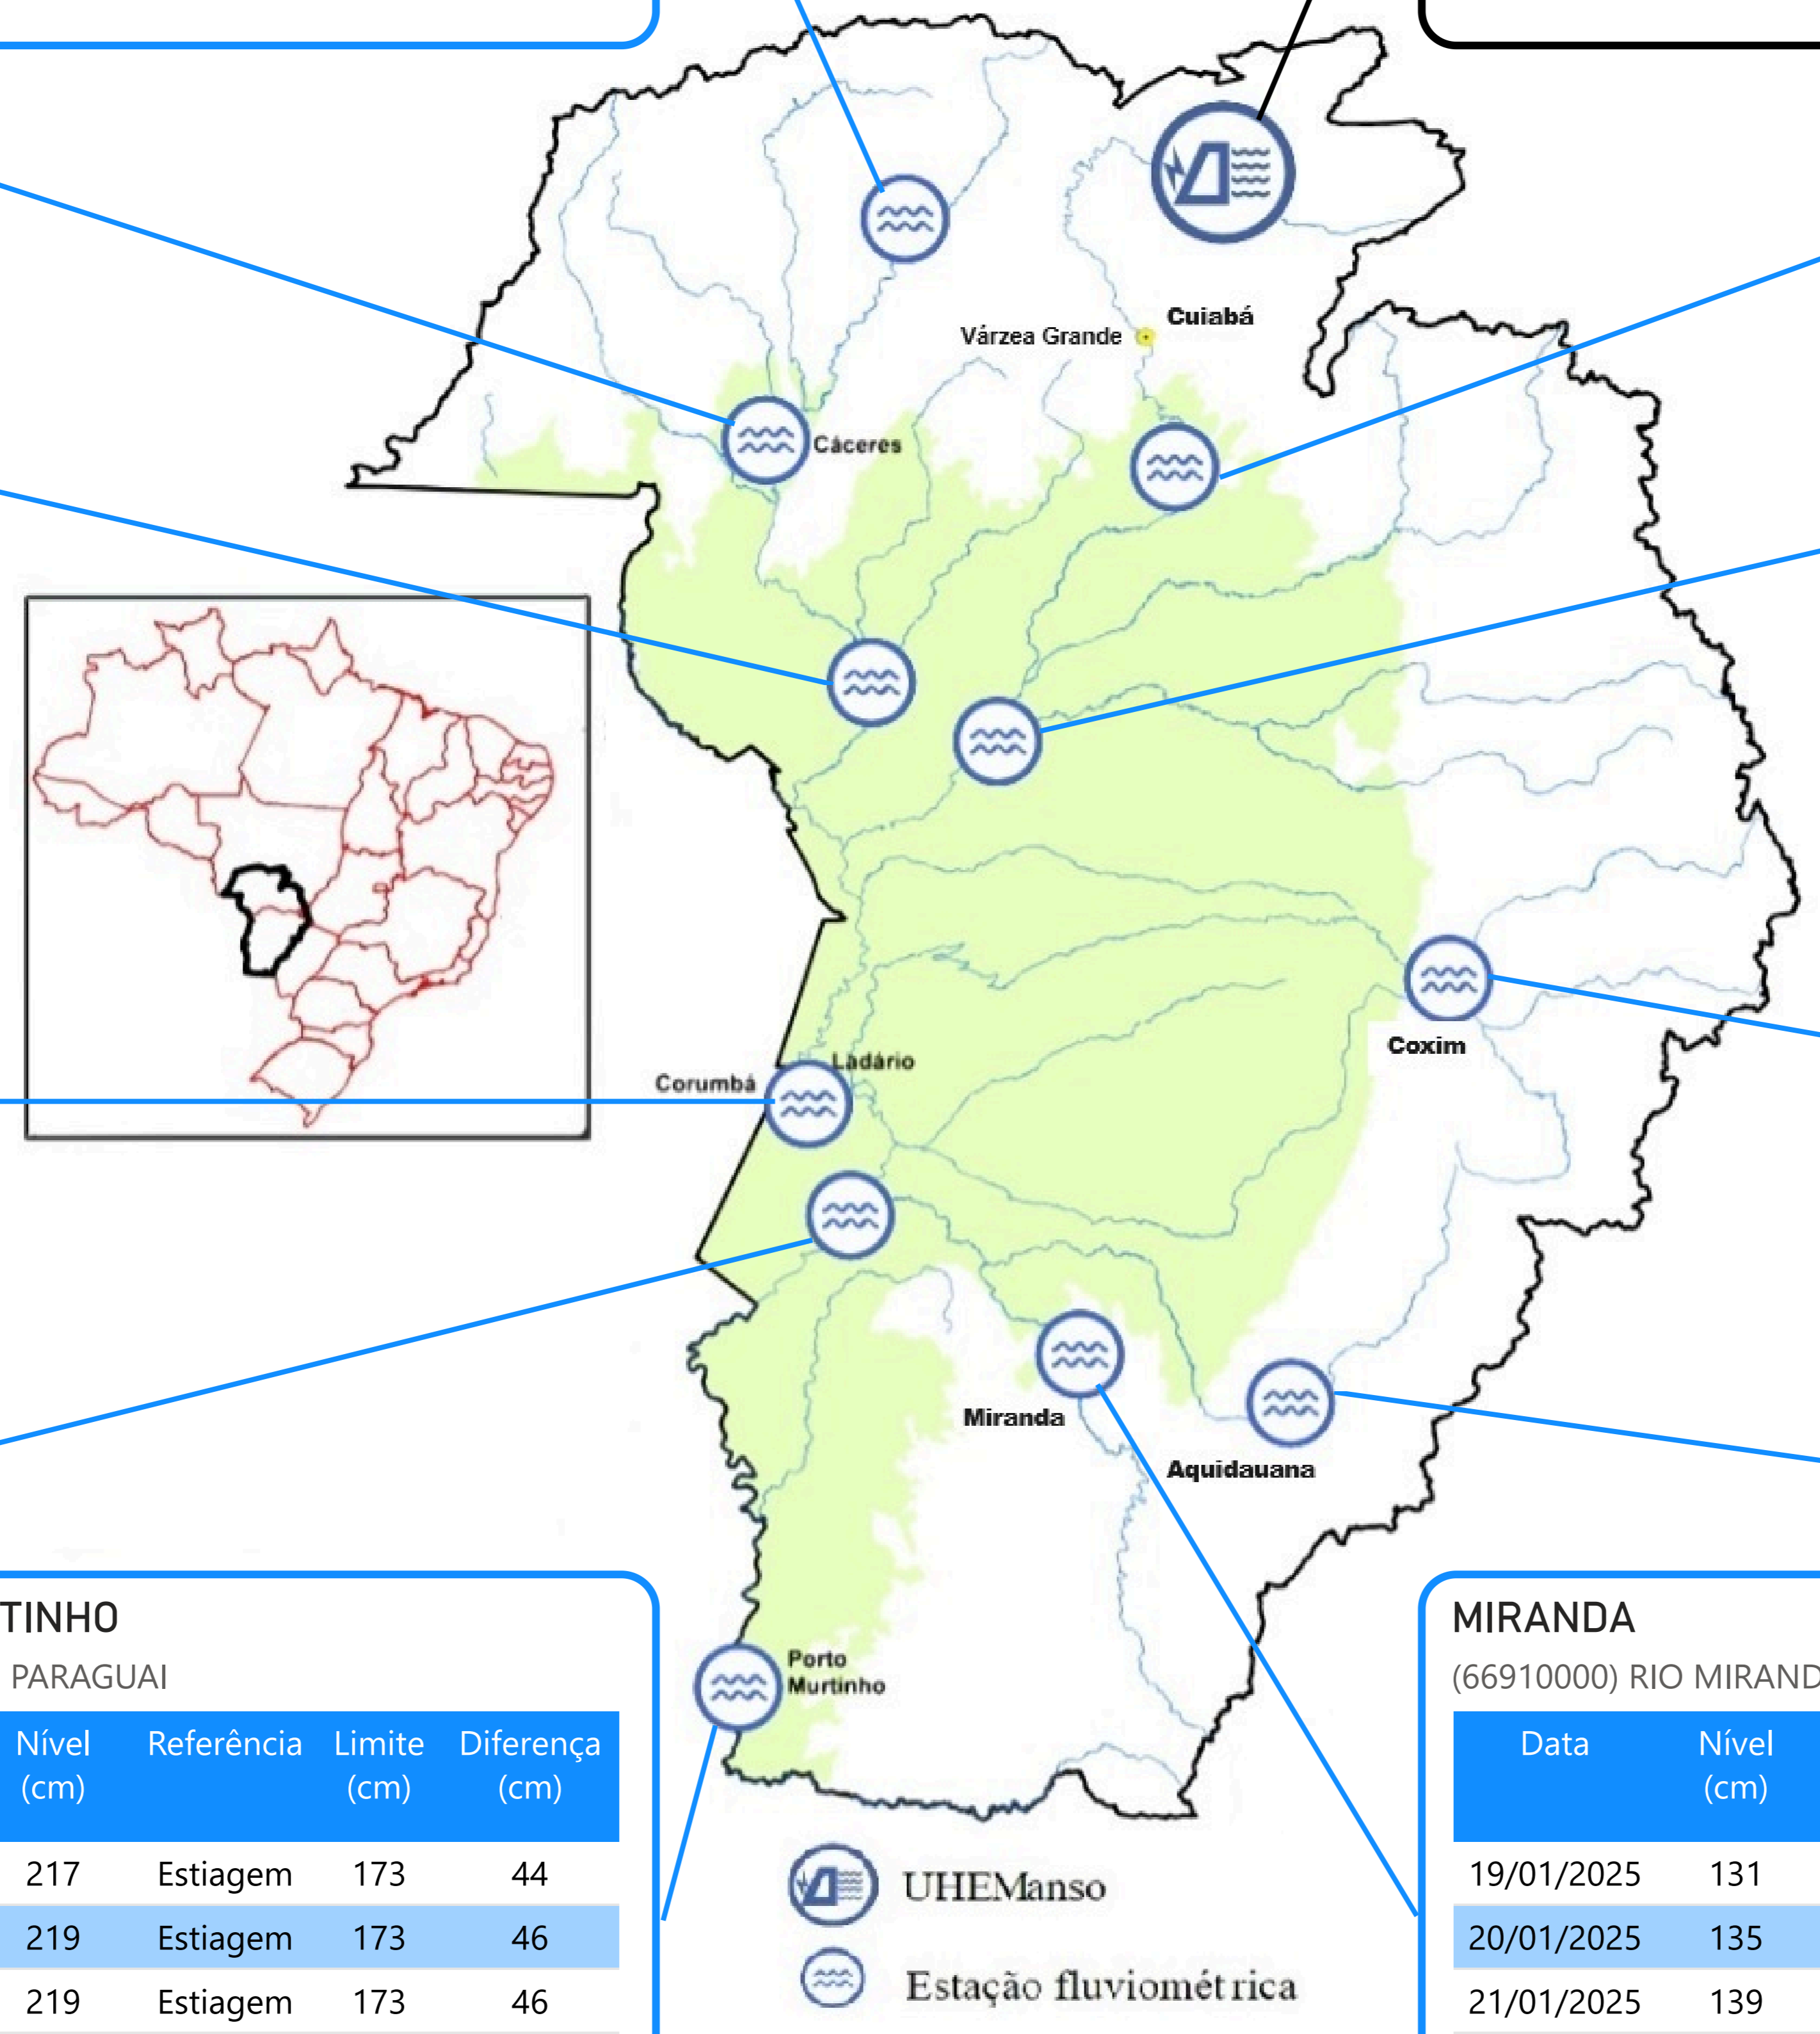 Cuiabá
Várzea Grande
Cáceres
Coxim
Ladário
Corumbá
Miranda
Aquidauana
Porto
Murtinho
TINHO
PARAGUAI
Nível Referência Limite Diferença
(cm) (cm) (cm)
217 Estiagem 173 44
219 Estiagem 173 46
219 Estiagem 173 46
UHEManso
Estação fluviométrica
MIRANDA
(66910000) RIO MIRAND
Data Nível
(cm)
19/01/2025 131
20/01/2025 135
21/01/2025 139